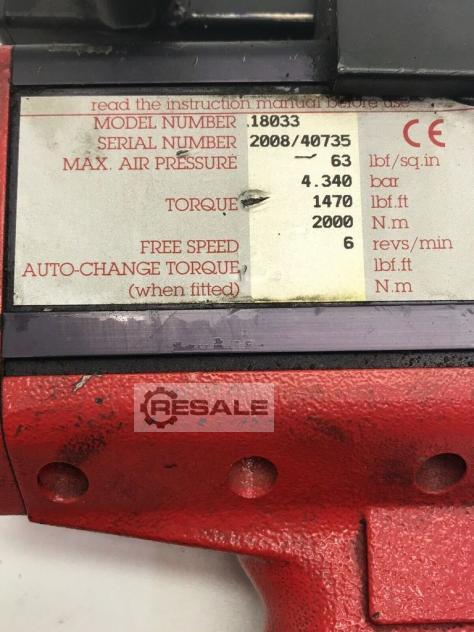 read the instruction manual before use
MODEL NUMBER 18033
SERIAL NUMBER 2008/40735
MAX. AIR PRESSURE 63 lbf/sq.in
4.340 bar
TORQUE 1470 lbf.ft
2000 N.m
FREE SPEED 6 revs/min
AUTO-CHANGE TORQUE lbf.ft
(when fitted) N.m
CE
RESALE